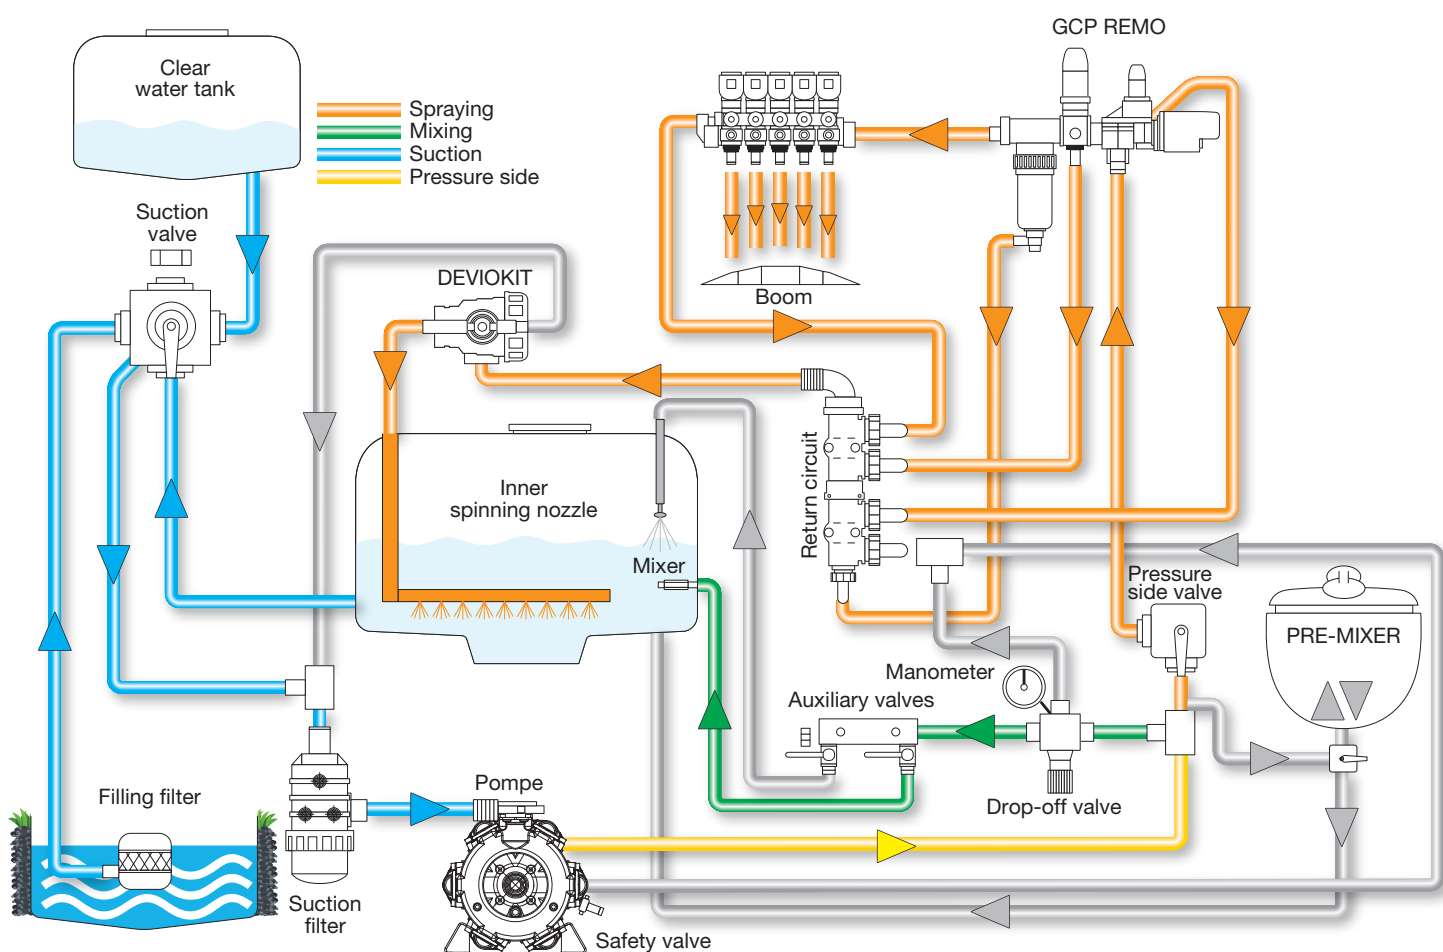 GCP REMO
Clear
water tank
Spraying
Mixing
Suction
Pressure side
Suction
valve
DEVIOKIT
Boom
Return circuit
Inner
spinning nozzle
Mixer
Pressure
side valve
PRE-MIXER
Manometer
Auxiliary valves
Drop-off valve
Pompe
Filling filter
Suction
filter
Safety valve